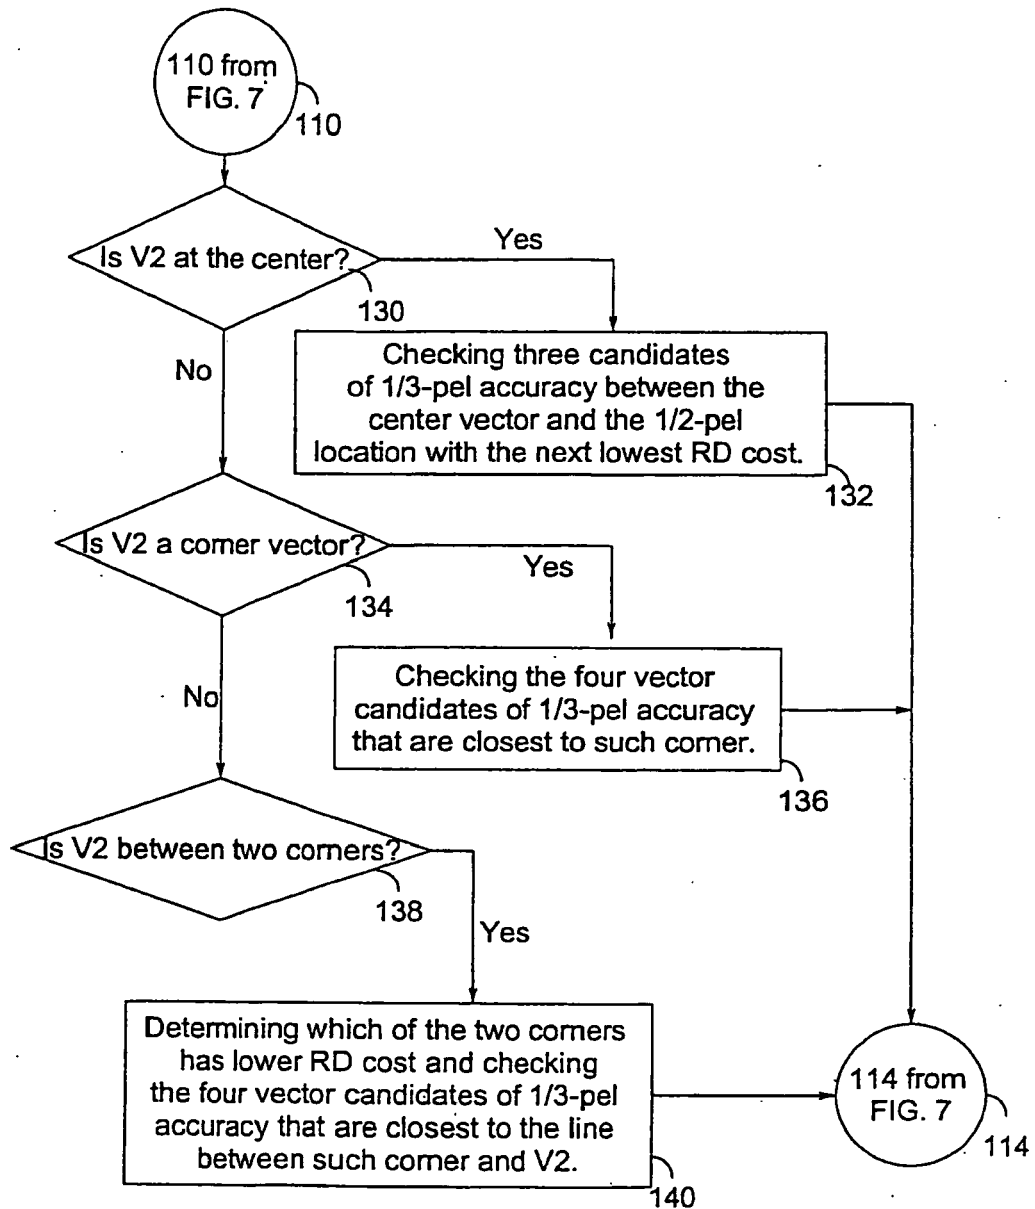 110 from
FIG. 7
110
Is V2 at the center?
130
Yes
No
Checking three candidates
of 1/3-pel accuracy between the
center vector and the 1/2-pel
location with the next lowest RD cost.
132
Is V2 a corner vector?
134
Yes
No
Checking the four vector
candidates of 1/3-pel accuracy
that are closest to such corner.
136
Is V2 between two corners?
138
Yes
Determining which of the two corners
has lower RD cost and checking
the four vector candidates of 1/3-pel
accuracy that are closest to the line
between such corner and V2.
140
114 from
FIG. 7
114